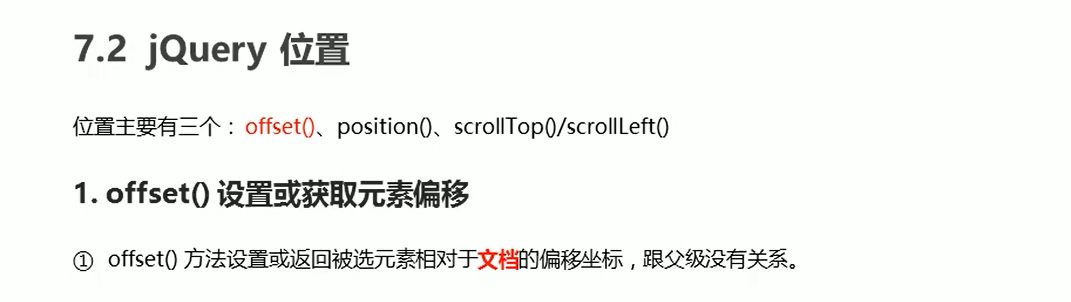 7.2 jQuery 位置
位置主要有三个：offset()、position()、scrollTop()/scrollLeft()
1. offset() 设置或获取元素偏移
① offset() 方法设置或返回被选元素相对于文档的偏移坐标，跟父级没有关系。